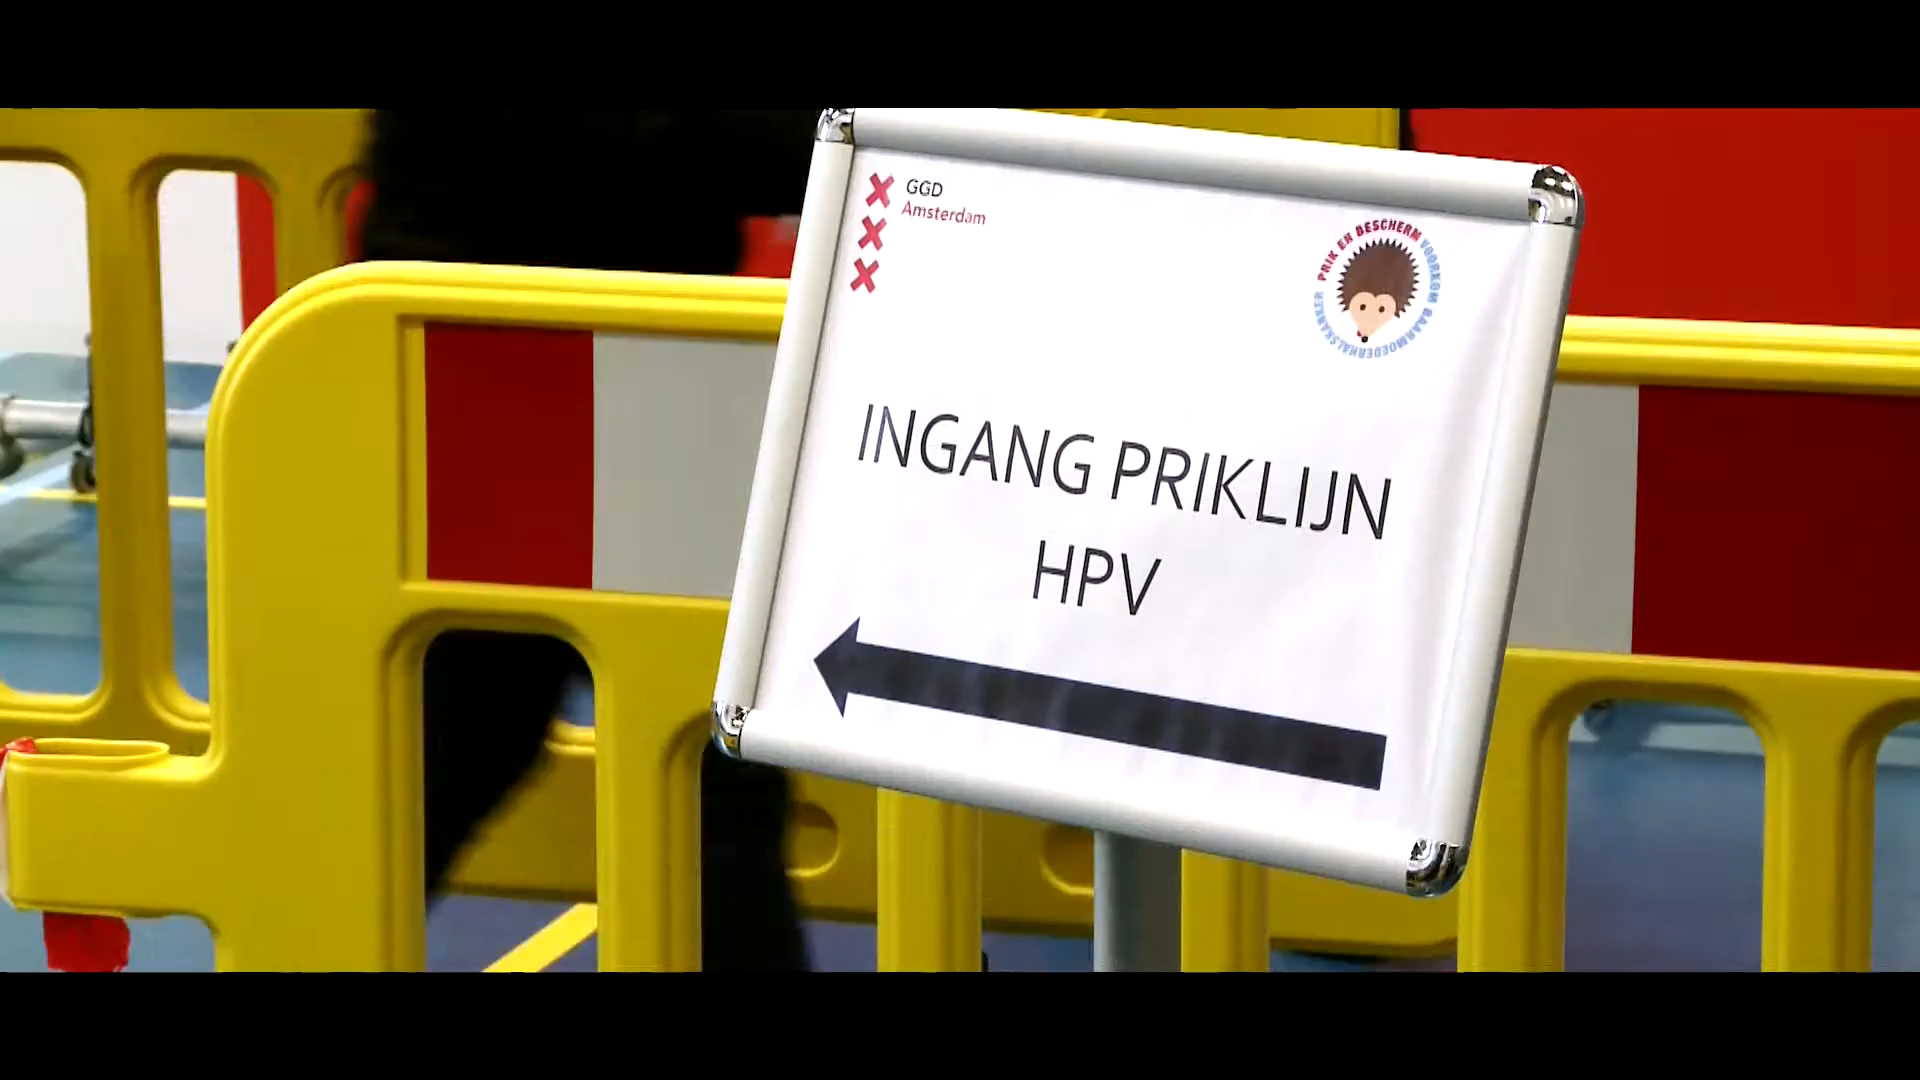 GGD
Amsterdam
PRIK EN BESCHERM VOORKOM BAARMOEDERHALSKANKER
INGANG PRIKLIJN
HPV